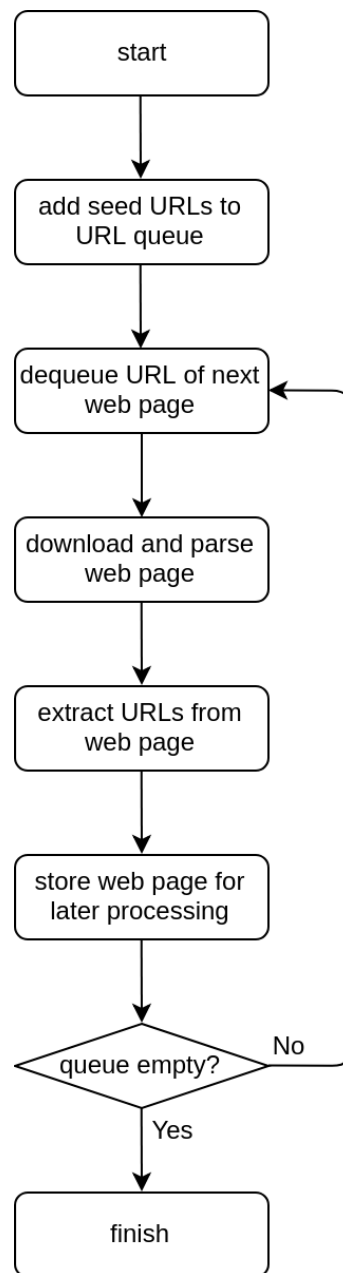 start
add seed URLs to
URL queue
dequeue URL of next
web page
download and parse
web page
extract URLs from
web page
store web page for
later processing
queue empty?
No
Yes
finish